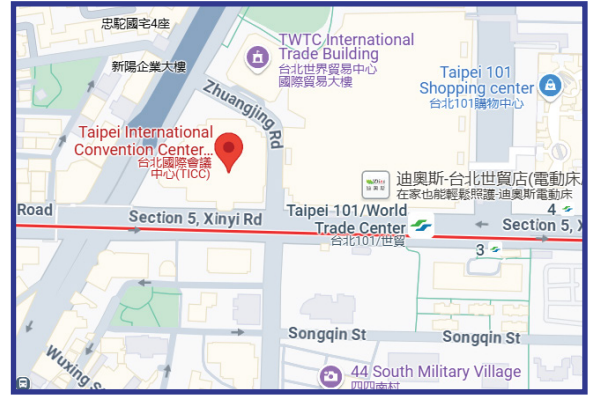 忠駝國宅4座
新陽企業大樓
TWTC International
Trade Building
台北世界貿易中心
國際貿易大樓
Taipei 101
Shopping center
台北101購物中心
Zhuangjing Rd
Taipei International
Convention Center...
台北國際會議
中心(TICC)
迪奧斯-台北世貿店(電動床
在家也能輕鬆照護-迪奧斯電動床
Road
Section 5, Xinyi Rd
Taipei 101/World
Trade Center
台北101/世貿
4
Section 5, X
3
Songqin St
Songqin St
Wuxing S
44 South Military Village
四四南村